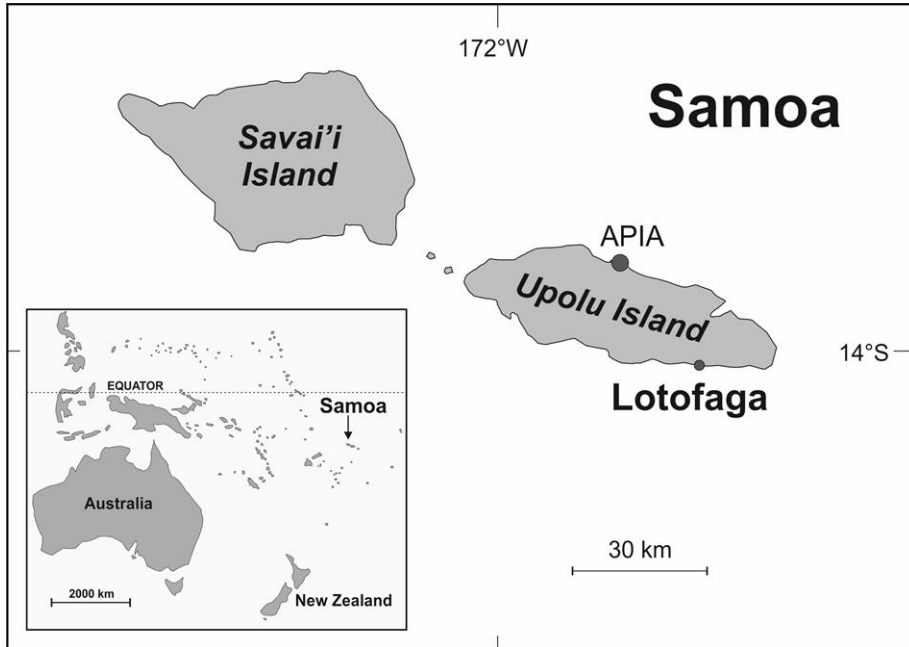 172°W
Samoa
Savai’i
Island
APIA
Upolu Island
14°S
Lotofaga
30 km
EQUATOR
Samoa
Australia
2000 km
New Zealand